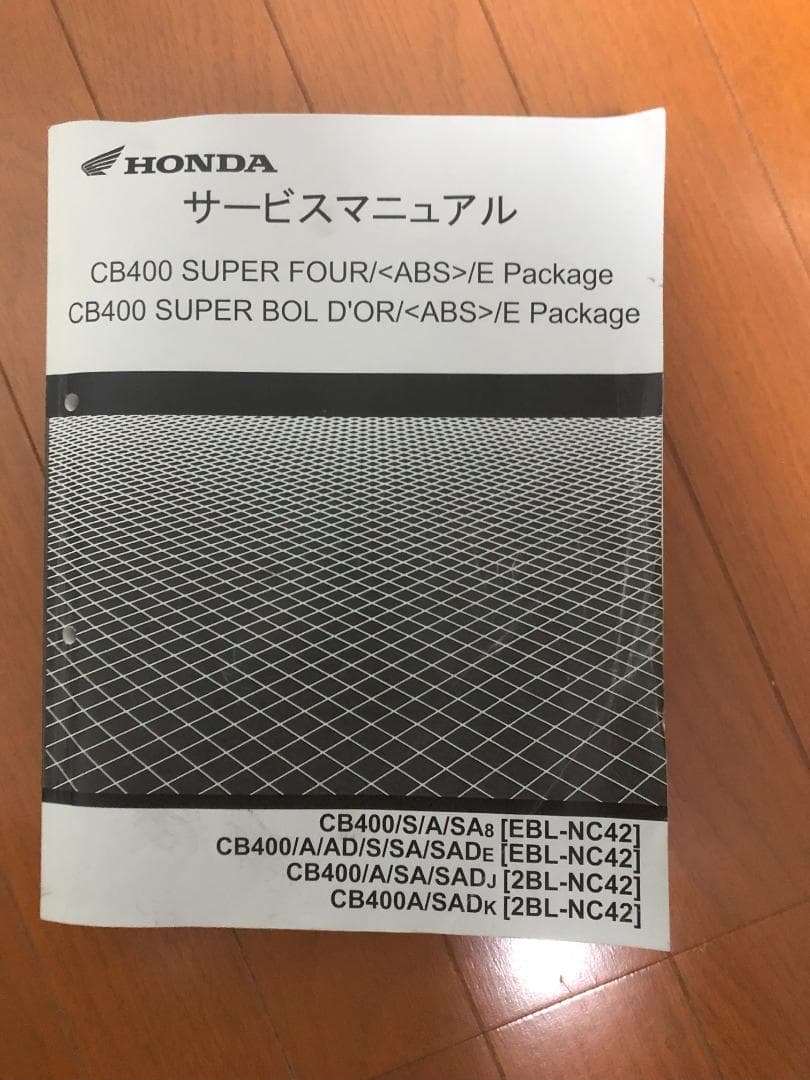 HONDA
サービスマニュアル
CB400 SUPER FOUR/<ABS>/E Package
CB400 SUPER BOL D'OR/<ABS>/E Package
CB400/S/A/SA8 [EBL-NC42]
CB400/A/AD/S/SA/SADE [EBL-NC42]
CB400/A/SA/SADJ [2BL-NC42]
CB400A/SADK [2BL-NC42]